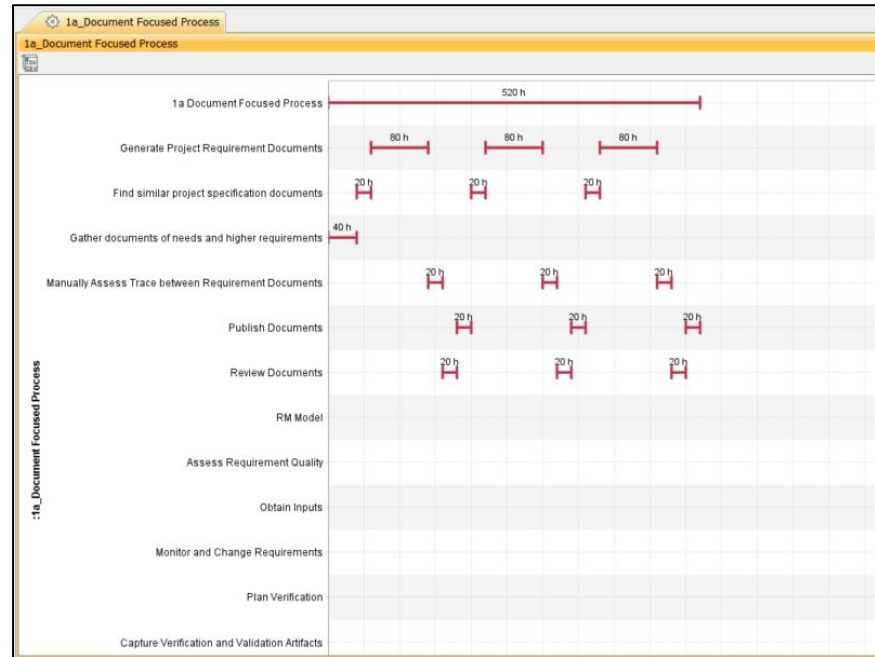 1a_Document Focused Process
1a_Document Focused Process
1a Document Focused Process
520 h
Generate Project Requirement Documents
80 h 80 h 80 h
Find similar project specification documents
20 h 20 h 20 h
Gather documents of needs and higher requirements
40 h
Manually Assess Trace between Requirement Documents
20 h 20 h 20 h
Publish Documents
20 h 20 h 20 h
Review Documents
20 h 20 h 20 h
RM Model
Assess Requirement Quality
Obtain Inputs
Monitor and Change Requirements
Plan Verification
Capture Verification and Validation Artifacts
:1a_Document Focused Process